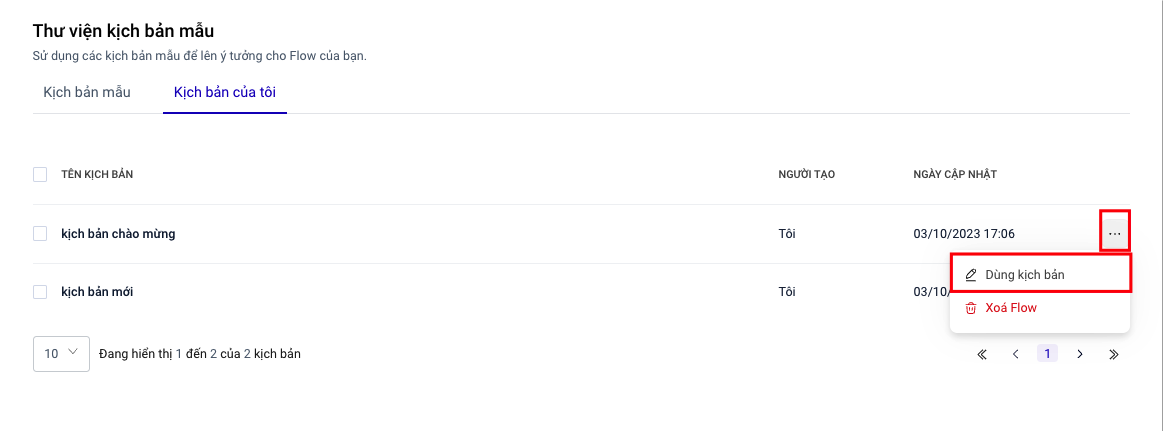 Thư viện kịch bản mẫu
Sử dụng các kịch bản mẫu để lên ý tưởng cho Flow của bạn.
Kịch bản mẫu Kịch bản của tôi
TÊN KỊCH BẢN NGƯỜI TẠO NGÀY CẬP NHẬT
kịch bản chào mừng Tôi 03/10/2023 17:06 ...
Dùng kịch bản
kịch bản mới Tôi 03/10/
Xoá Flow
10 Đang hiển thị 1 đến 2 của 2 kịch bản « ‹ 1 › »